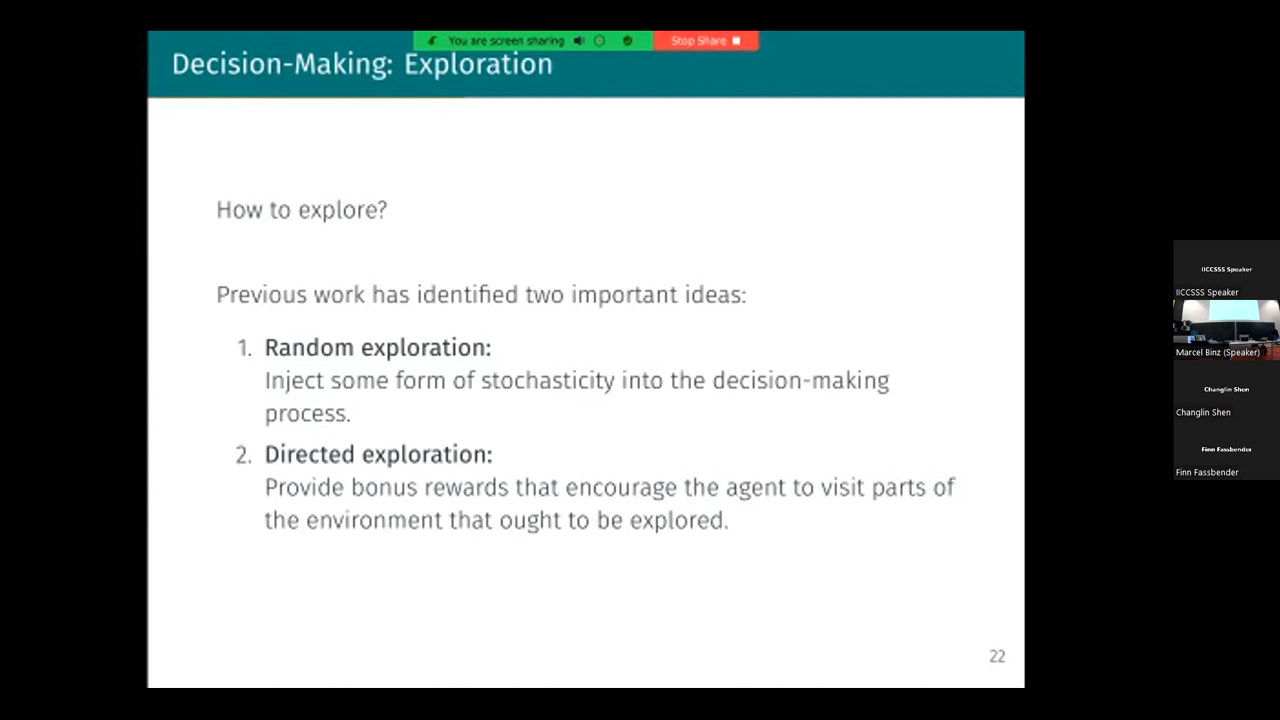 You are screen sharing
Stop Share
Decision-Making: Exploration
How to explore?
Previous work has identified two important ideas:
1. Random exploration:
Inject some form of stochasticity into the decision-making
process.
2. Directed exploration:
Provide bonus rewards that encourage the agent to visit parts of
the environment that ought to be explored.
22
IICCSSS Speaker
IICCSSS Speaker
Marcel Binz (Speaker)
Changlin Shen
Changlin Shen
Finn Fassbender
Finn Fassbender